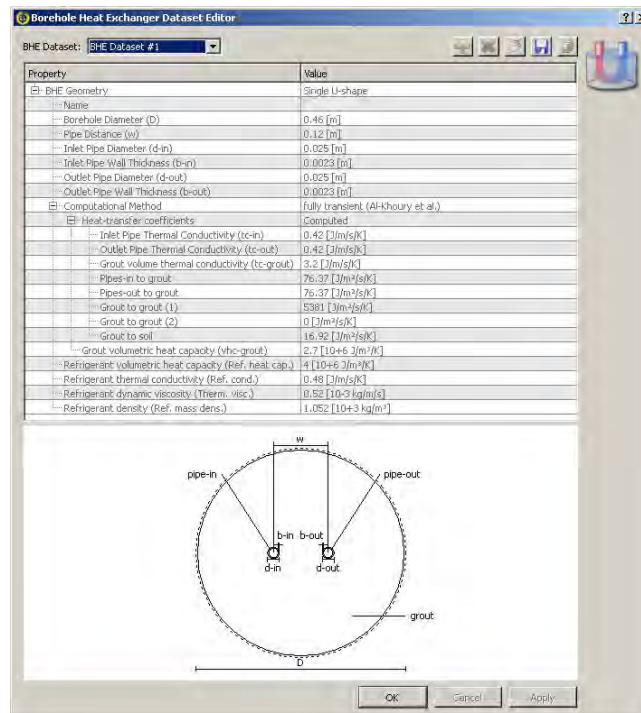 Borehole Heat Exchanger Dataset Editor
BHE Dataset: BHE Dataset #1
Property Value
BHE Geometry Single U-shape
Name
Borehole Diameter (D) 0.46 [m]
Pipe Distance (w) 0.12 [m]
Inlet Pipe Diameter (d-in) 0.025 [m]
Inlet Pipe Wall Thickness (b-in) 0.0023 [m]
Outlet Pipe Diameter (d-out) 0.025 [m]
Outlet Pipe Wall Thickness (b-out) 0.0023 [m]
Computational Method fully transient (Al-Khoury et al.)
Heat-transfer coefficients Computed
Inlet Pipe Thermal Conductivity (tc-in) 0.42 [J/m/s/K]
Outlet Pipe Thermal Conductivity (tc-out) 0.42 [J/m/s/K]
Grout volume thermal conductivity (tc-grout) 3.2 [J/m/s/K]
Pipes-in to grout 76.37 [J/m²/s/K]
Pipes-out to grout 76.37 [J/m²/s/K]
Grout to grout (1) 5381 [J/m²/s/K]
Grout to grout (2) 0 [J/m²/s/K]
Grout to soil 16.92 [J/m²/s/K]
Grout volumetric heat capacity (vhc-grout) 2.7 [10+6 J/m³/K]
Refrigerant volumetric heat capacity (Ref. heat cap.) 4 [10+6 J/m³/K]
Refrigerant thermal conductivity (Ref. cond.) 0.48 [J/m/s/K]
Refrigerant dynamic viscosity (Therm. visc.) 0.52 [10-3 kg/m/s]
Refrigerant density (Ref. mass dens.) 1.052 [10+3 kg/m³]
w
pipe-in pipe-out
b-in b-out
d-in d-out
grout
D
OK Cancel Apply